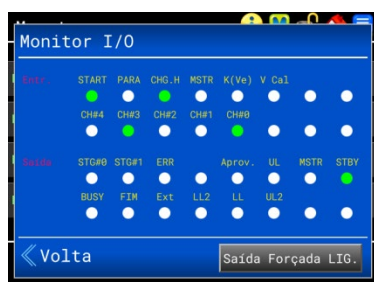 Monitor I/O
Entr. START PARA CHG.H MSTR K(Ve) V Cal
CH#4 CH#3 CH#2 CH#1 CH#0
Saída STG#0 STG#1 ERR Aprov. UL MSTR STBY
BUSY FIM Ext LL2 LL UL2
Volta
Saída Forçada LIG.